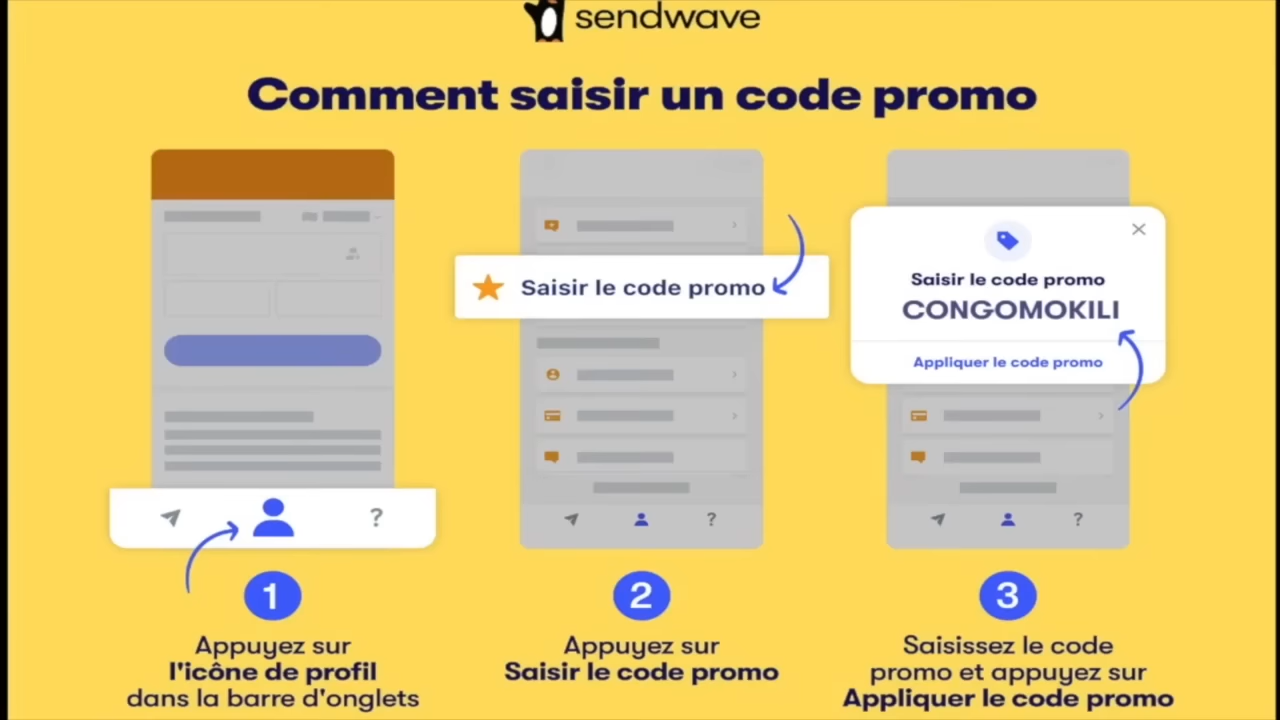 sendwave
Comment saisir un code promo
Saisir le code promo
Saisir le code promo
CONGOMOKILI
Appliquer le code promo
?
?
?
1
Appuyez sur
l'icône de profil
dans la barre d'onglets
2
Appuyez sur
Saisir le code promo
3
Saisissez le code
promo et appuyez sur
Appliquer le code promo